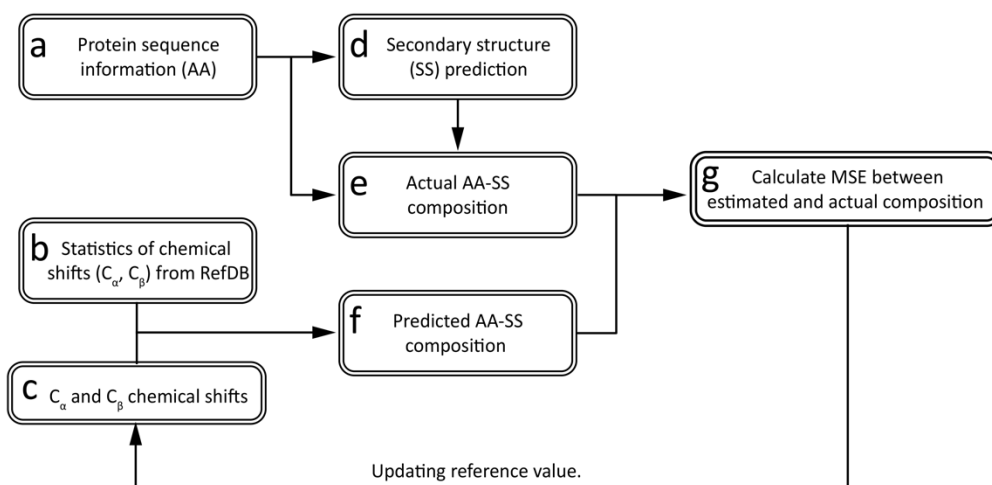 a
Protein sequence
information (AA)
d
Secondary structure
(SS) prediction
e
Actual AA-SS
composition
g
Calculate MSE between
estimated and actual composition
b
Statistics of chemical
shifts (Cα, Cβ) from RefDB
f
Predicted AA-SS
composition
c
Cα and Cβ chemical shifts
Updating reference value.